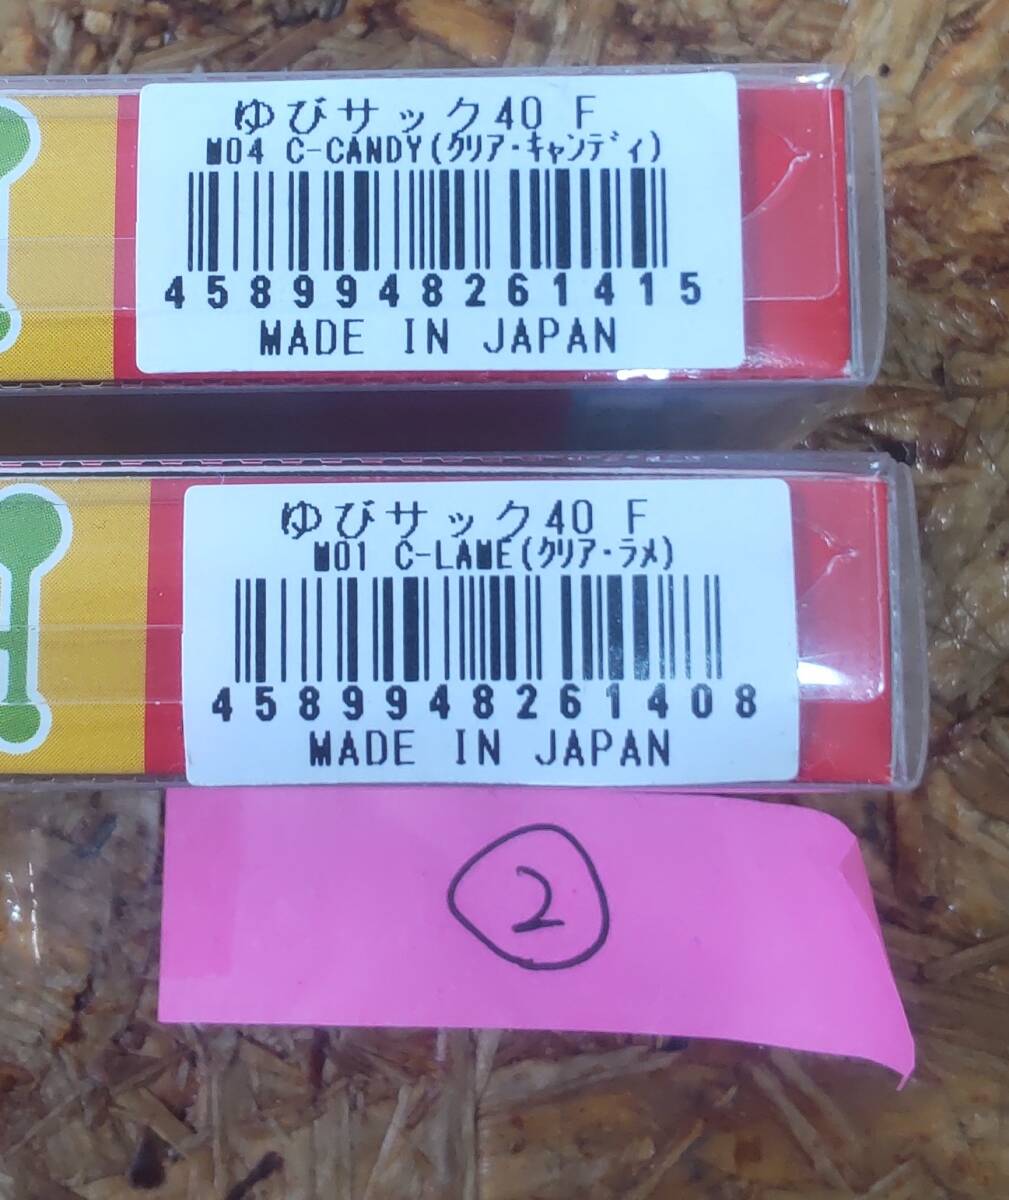 ゆびサック40 F
M04 C-CANDY(クリア・キャンディ)
4589948261415
MADE IN JAPAN
ゆびサック40 F
M01 C-LAME(クリア・ラメ)
4589948261408
MADE IN JAPAN
②